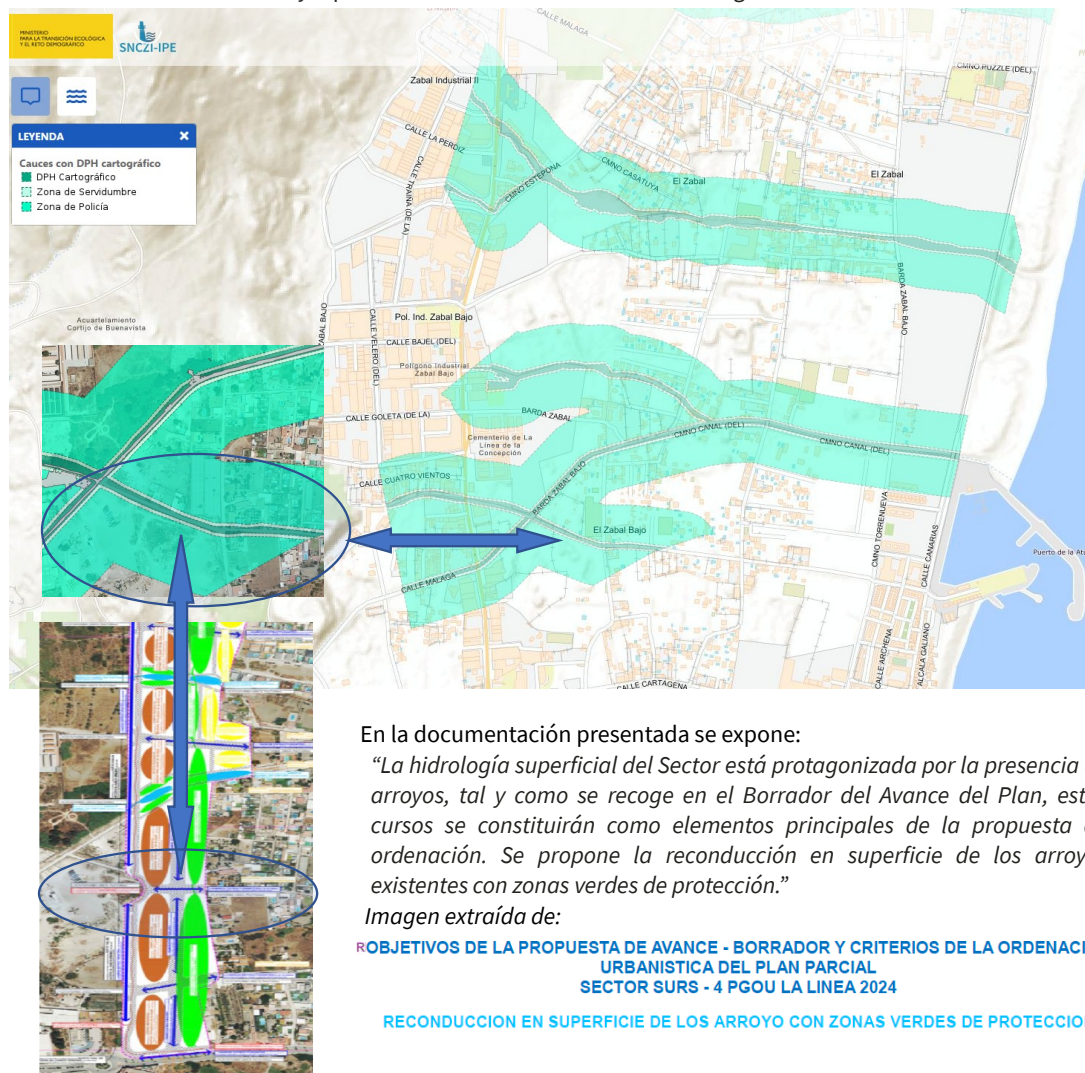 MINISTERIO
PARA LA TRANSICIÓN ECOLÓGICA
Y EL RETO DEMOGRÁFICO
SNCZI-IPE
LEYENDA
Cauces con DPH cartográfico
DPH Cartográfico
Zona de Servidumbre
Zona de Policía
CALLE MALAGA
CMNO.PUZZLE (DEL)
Zabal Industrial II
CALLE LA PERDIZ
CALLE TRAIÑA (DE LA)
CMNO ESTEPONA
CMNO CASATUYA
El Zabal
El Zabal
BARDA ZABAL BAJO
Acuartelamiento
Cortijo de Buenavista
ZABAL BAJO
Pol. Ind. Zabal Bajo
CALLE VELERO (DEL)
CALLE BAJEL (DEL)
Polígono Industrial
Zabal Bajo
CALLE GOLETA (DE LA)
BARDA ZABAL
Cementerio de La
Línea de la
Concepción
CMNO CANAL (DEL)
CMNO CANAL (DEL)
CALLE CUATRO VIENTOS
BARDA ZABAL BAJO
El Zabal Bajo
CALLE MALAGA
CMNO TORRENUEVA
CALLE CANARIAS
Puerto de la Atu
CALLE ARCHENA
ALCALA GALIANO
CALLE CARTAGENA
En la documentación presentada se expone:
“La hidrología superficial del Sector está protagonizada por la presencia
arroyos, tal y como se recoge en el Borrador del Avance del Plan, est
cursos se constituirán como elementos principales de la propuesta
ordenación. Se propone la reconducción en superficie de los arroy
existentes con zonas verdes de protección.”
Imagen extraída de:
ROBJETIVOS DE LA PROPUESTA DE AVANCE - BORRADOR Y CRITERIOS DE LA ORDENACI
URBANISTICA DEL PLAN PARCIAL
SECTOR SURS - 4 PGOU LA LINEA 2024
RECONDUCCION EN SUPERFICIE DE LOS ARROYO CON ZONAS VERDES DE PROTECCIO